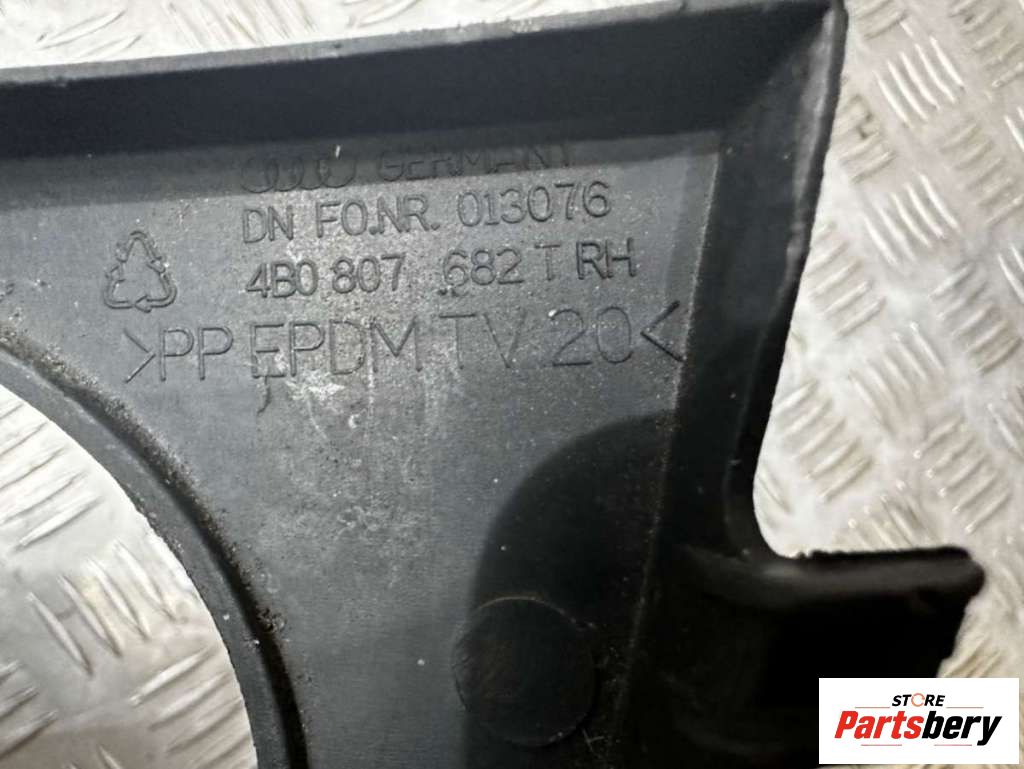 GERMANY
DN FO.NR. 013076
4B0 807 682 T RH
>PP EPDM TV 20<
STORE
Partsbery